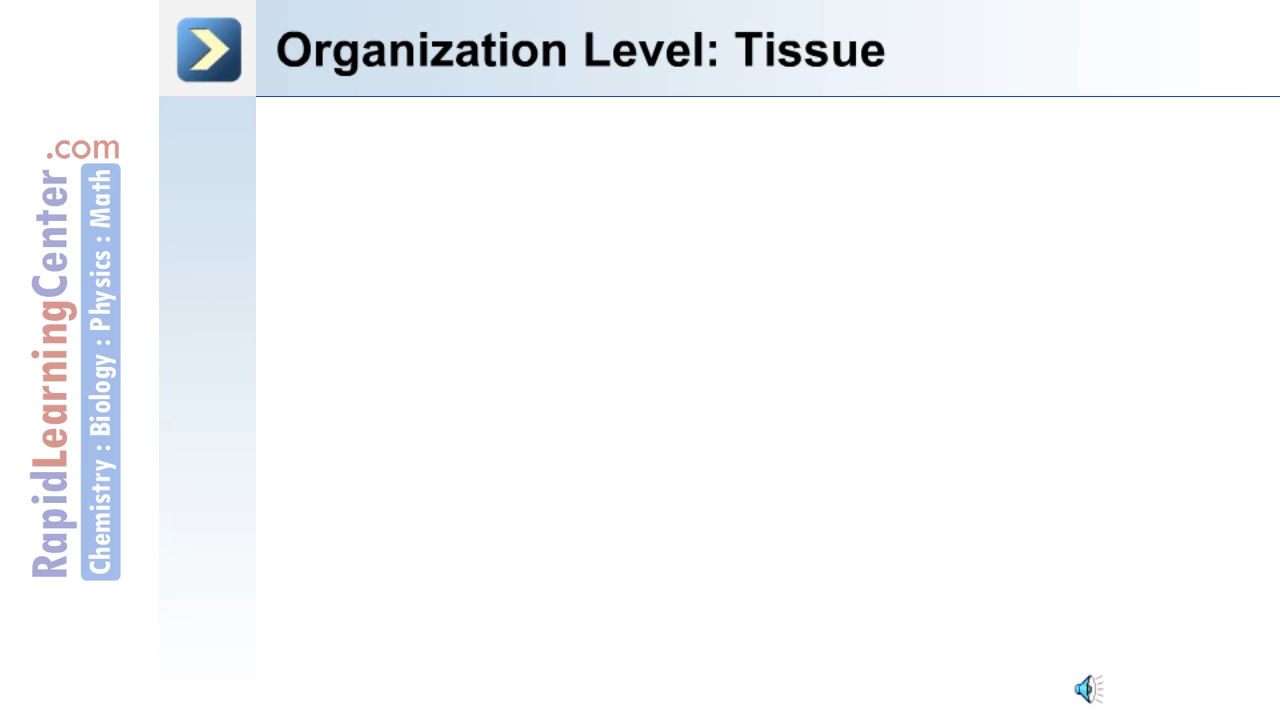 Organization Level: Tissue
RapidLearningCenter.com
Chemistry : Biology : Physics : Math